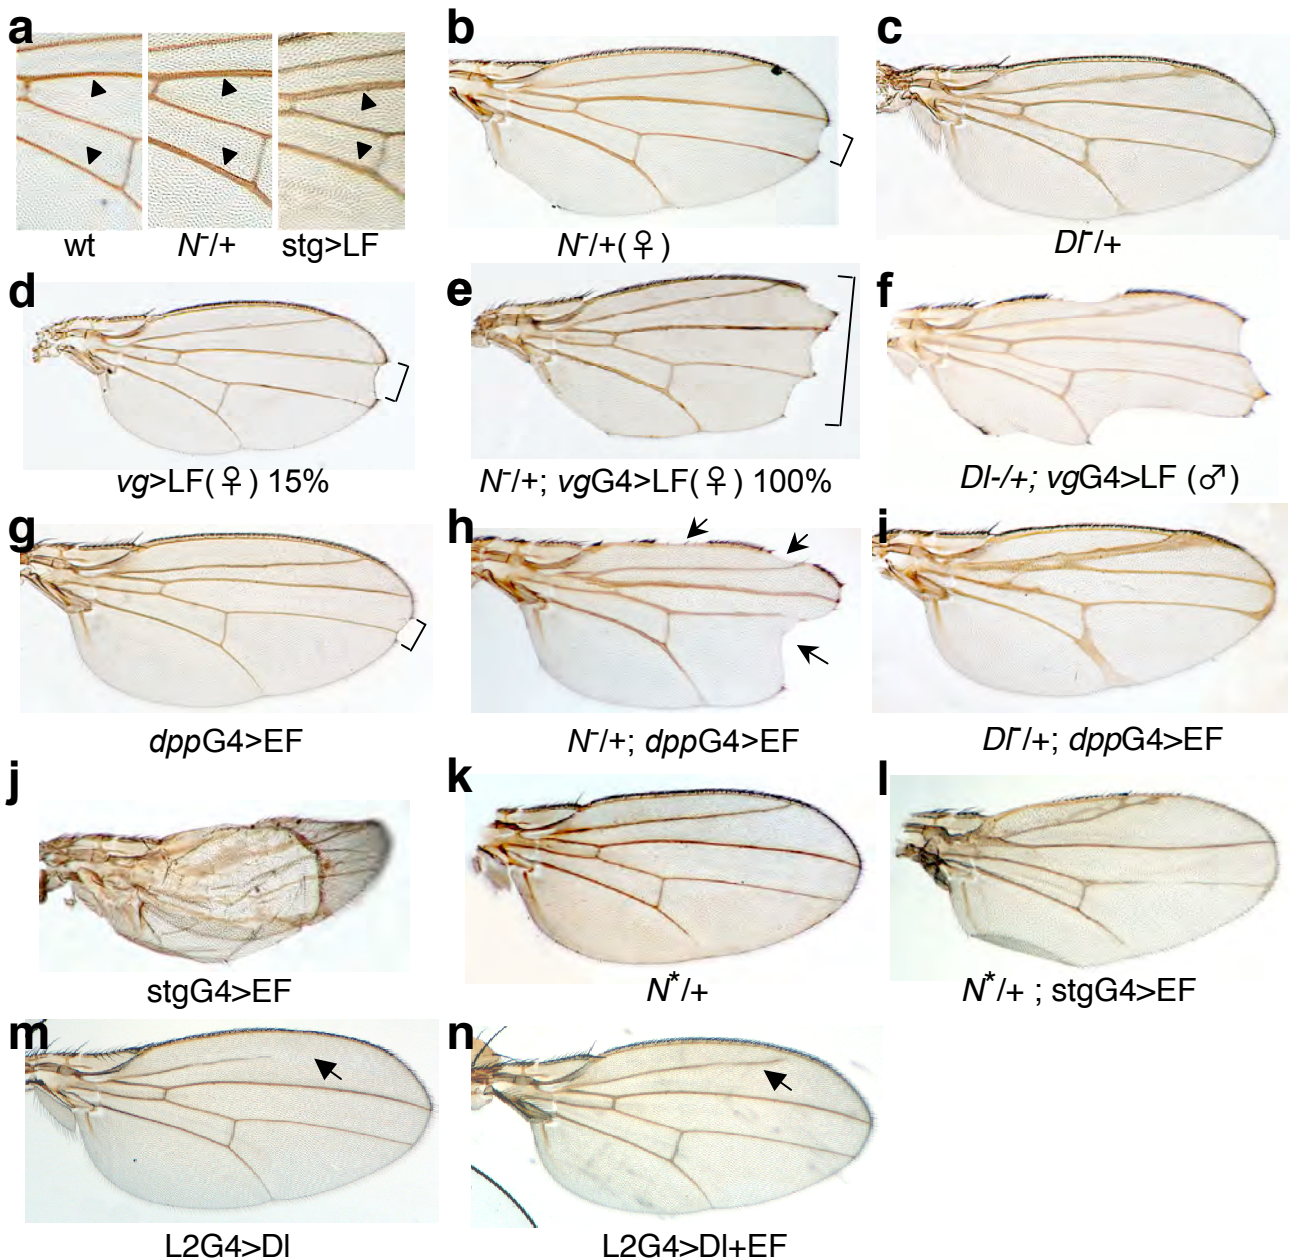 a b c
wt N-/+ stg>LF N-/+(♀) Dl-/+
d e f
vg>LF(♀) 15% N-/+; vgG4>LF(♀) 100% Dl-/+; vgG4>LF (♂)
g h i
dppG4>EF N-/+; dppG4>EF Dl-/+; dppG4>EF
j k l
stgG4>EF N*/+ N*/+ ; stgG4>EF
m n
L2G4>Dl L2G4>Dl+EF